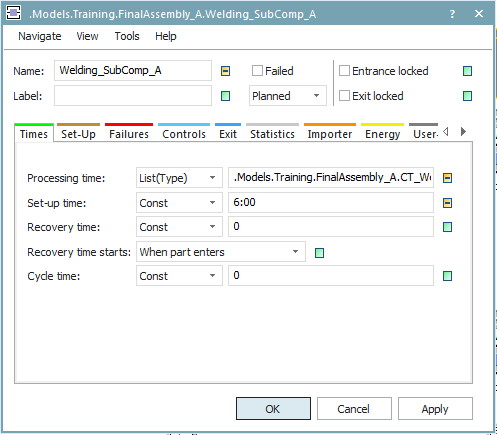 .Models.Training.FinalAssembly_A.Welding_SubComp_A ? ×
Navigate View Tools Help
Name: Welding_SubComp_A Failed Entrance locked
Label: Planned Exit locked
Times Set-Up Failures Controls Exit Statistics Importer Energy User-
Processing time: List(Type) .Models.Training.FinalAssembly_A.CT_W
Set-up time: Const 6:00
Recovery time: Const 0
Recovery time starts: When part enters
Cycle time: Const 0
OK Cancel Apply